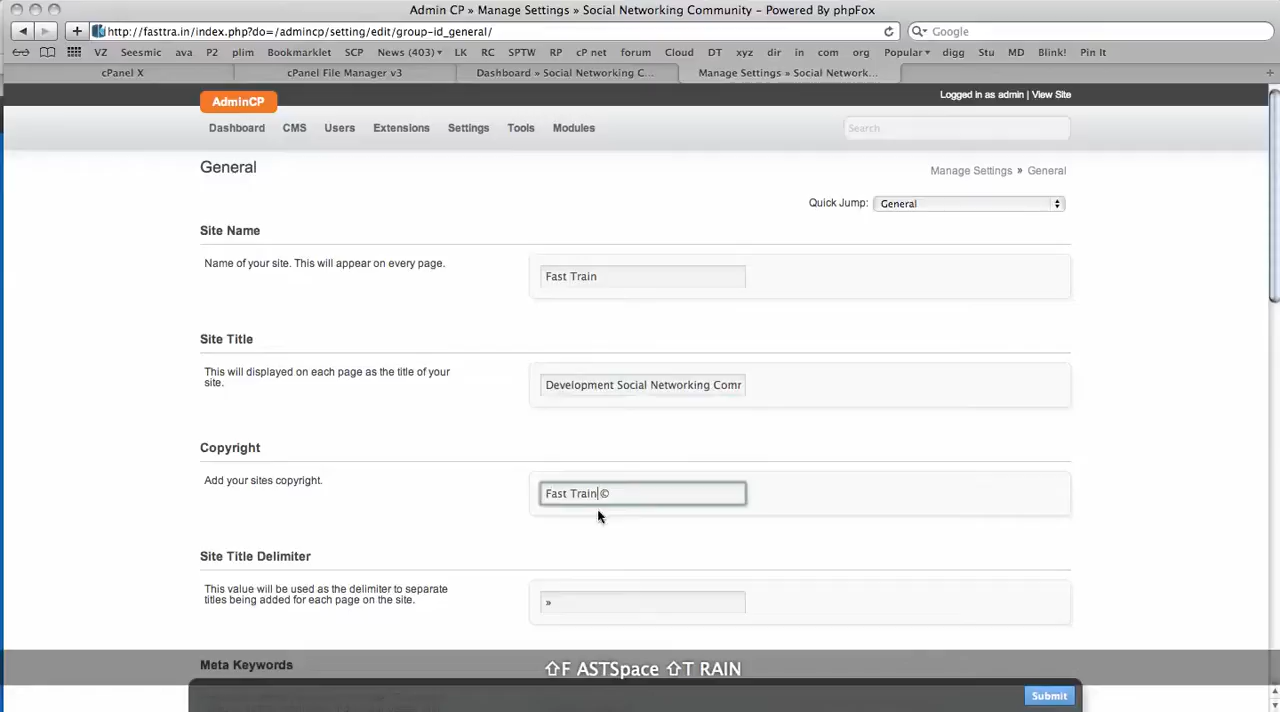 Admin CP » Manage Settings » Social Networking Community - Powered By phpFox
http://fasttra.in/index.php?do=/admincp/setting/edit/group-id_general/
Google
VZ Seesmic ava P2 plim Bookmarklet SCP News (403) LK RC SPTW RP cP net forum Cloud DT xyz dir in com org Popular digg Stu MD Blink! Pin It
cPanel X cPanel File Manager v3 Dashboard » Social Networking C... Manage Settings » Social Network...
AdminCP
Logged in as admin | View Site
Dashboard CMS Users Extensions Settings Tools Modules
Search
General
Manage Settings » General
Quick Jump: General
Site Name
Name of your site. This will appear on every page.
Fast Train
Site Title
This will displayed on each page as the title of your
site.
Development Social Networking Comr
Copyright
Add your sites copyright.
Fast Train ©
Site Title Delimiter
This value will be used as the delimiter to separate
titles being added for each page on the site.
»
Meta Keywords
⇧F ASTSpace ⇧T RAIN
Submit